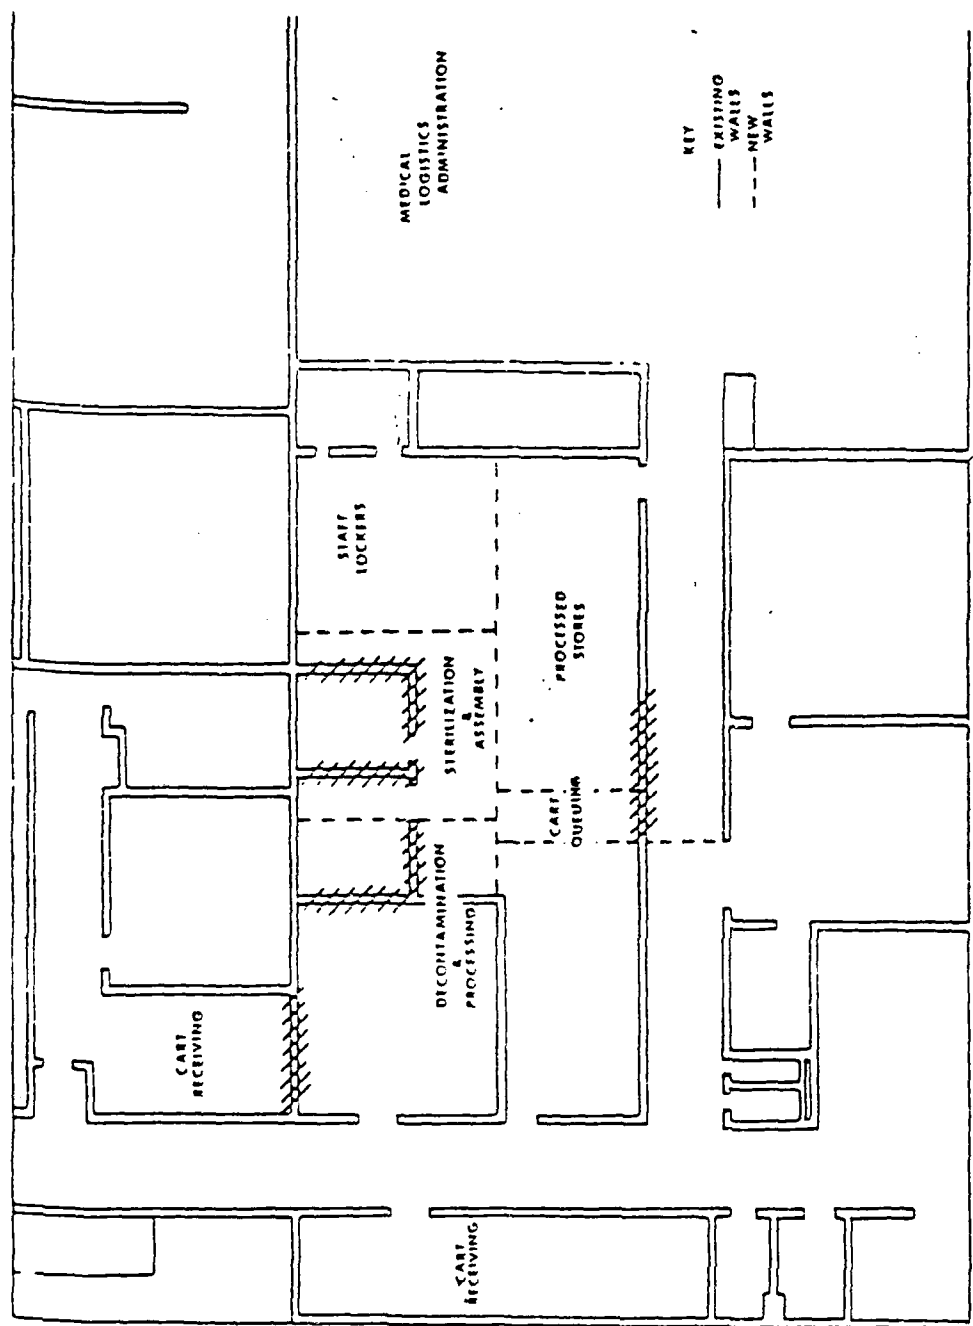 MEDICAL
LOGISTICS
ADMINISTRATION
KEY
EXISTING
WALLS
NEW
WALLS
STAFF
LOCKERS
PROCESSED
STORES
STERILIZATION
&
ASSEMBLY
CART
QUEUING
DECONTAMINATION
&
PROCESSING
CART
RECEIVING
CART
RECEIVING